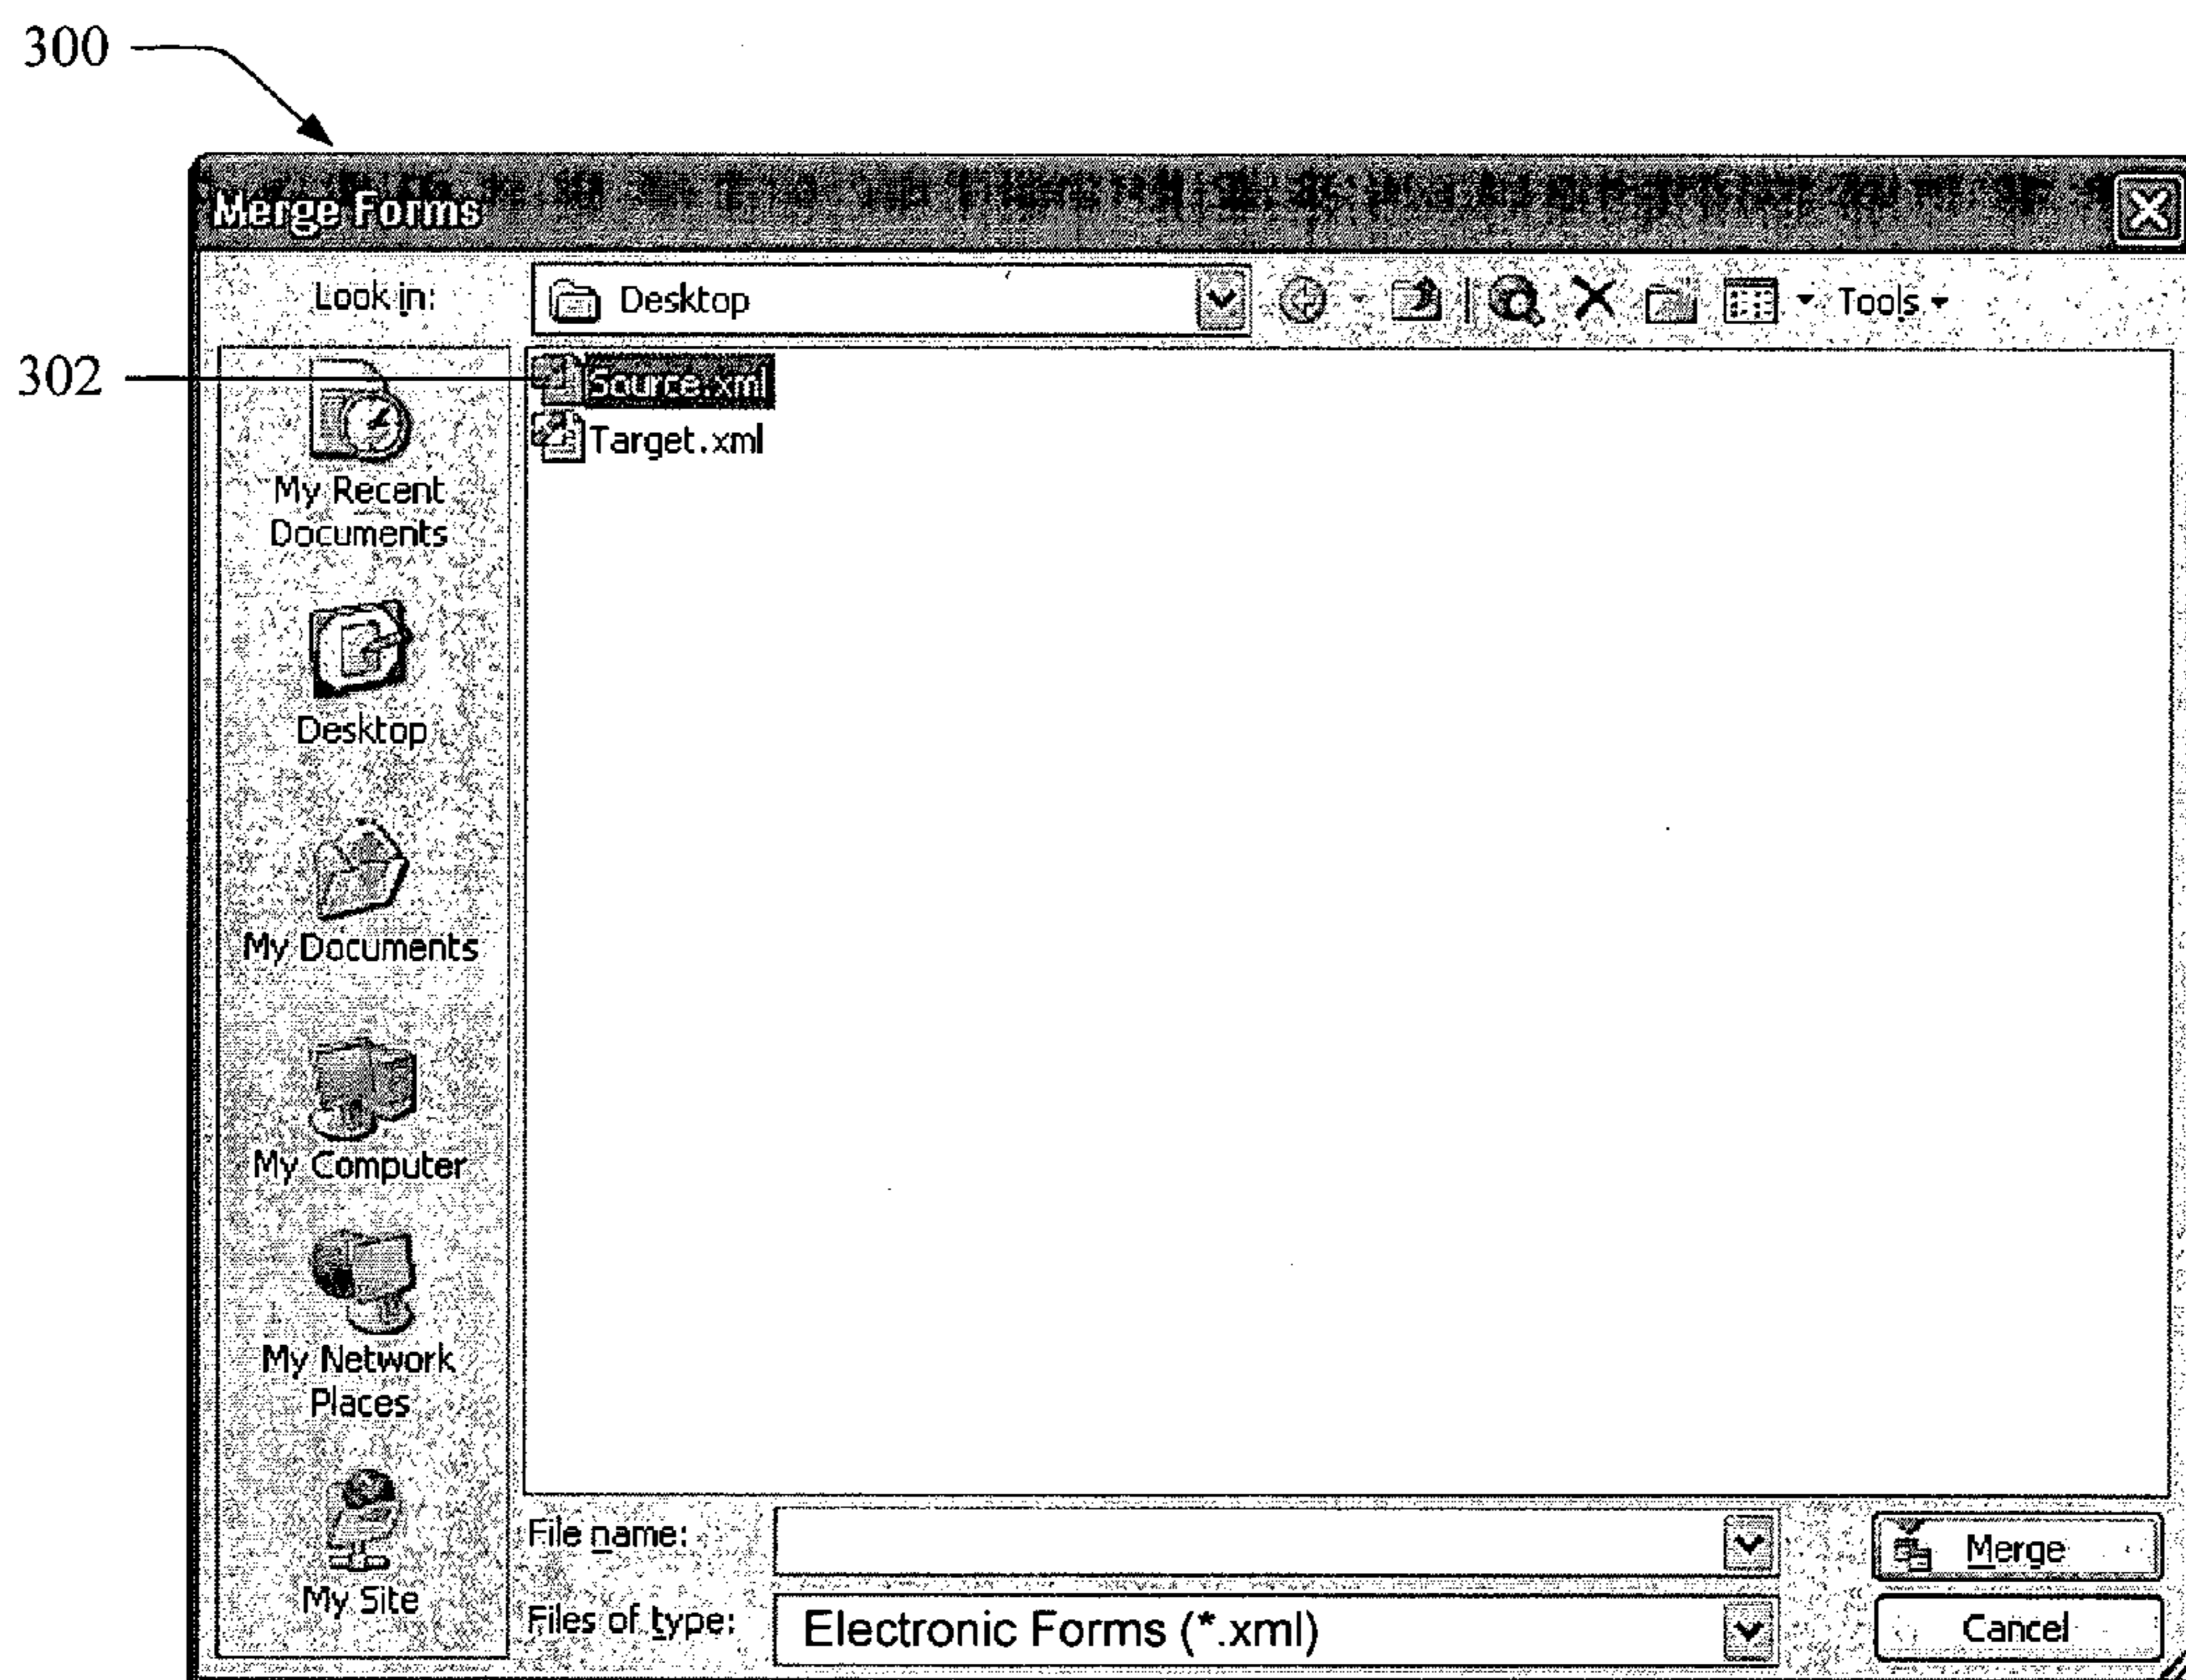 300
Merge Forms
Look in:
Desktop
Tools
302
Source.xml
Target.xml
My Recent
Documents
Desktop
My Documents
My Computer
My Network
Places
My Site
File name:
Merge
Files of type:
Electronic Forms (*.xml)
Cancel